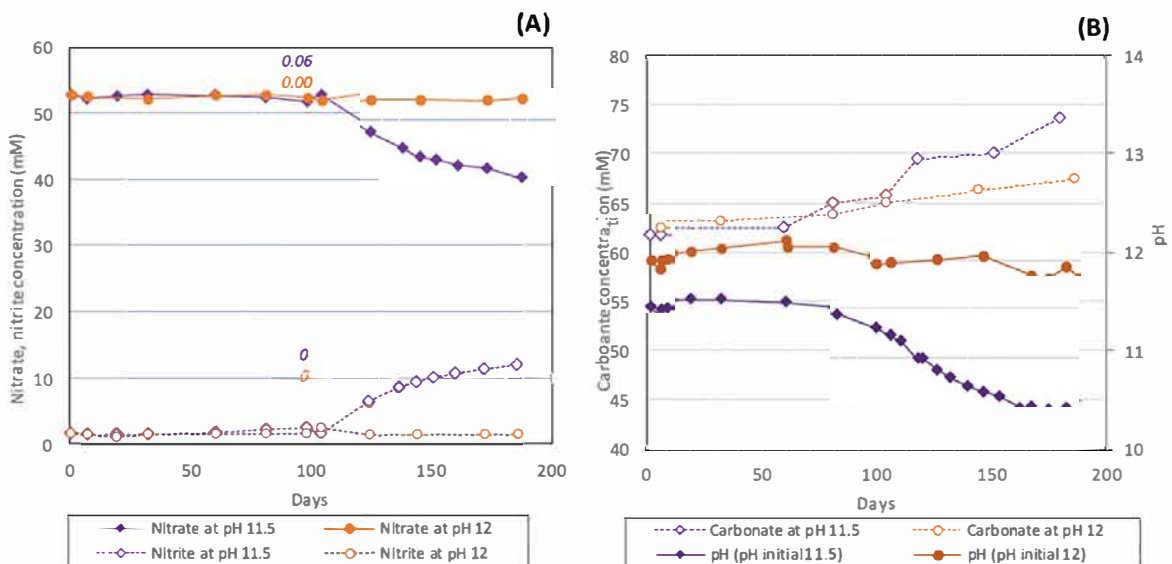 (A)
60
50
40
30
20
10
0
0.06
0.00
0
0
50
100
150
200
Nitrate, nitrite concentration (mM)
Days
Nitrate at pH 11.5
Nitrate at pH 12
Nitrite at pH 11.5
Nitrite at pH 12
(B)
80
75
70
65
60
55
50
45
40
14
13
12
11
10
0
50
100
150
200
Carboante concentration (mM)
pH
Days
Carbonate at pH 11.5
Carbonate at pH 12
pH (pH initial 11.5)
pH (pH initial 12)